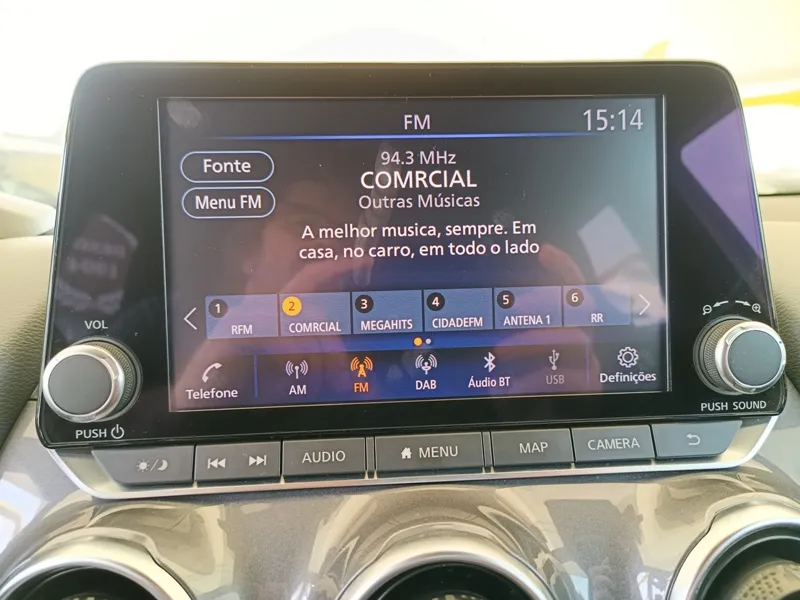 FM
15:14
Fonte
Menu FM
94.3 MHz
COMRCIAL
Outras Músicas
A melhor musica, sempre. Em
casa, no carro, em todo o lado
1 RFM
2 COMRCIAL
3 MEGAHITS
4 CIDADEFM
5 ANTENA 1
6 RR
Telefone
AM
FM
DAB
Áudio BT
USB
Definições
VOL
PUSH
PUSH SOUND
AUDIO
MENU
MAP
CAMERA